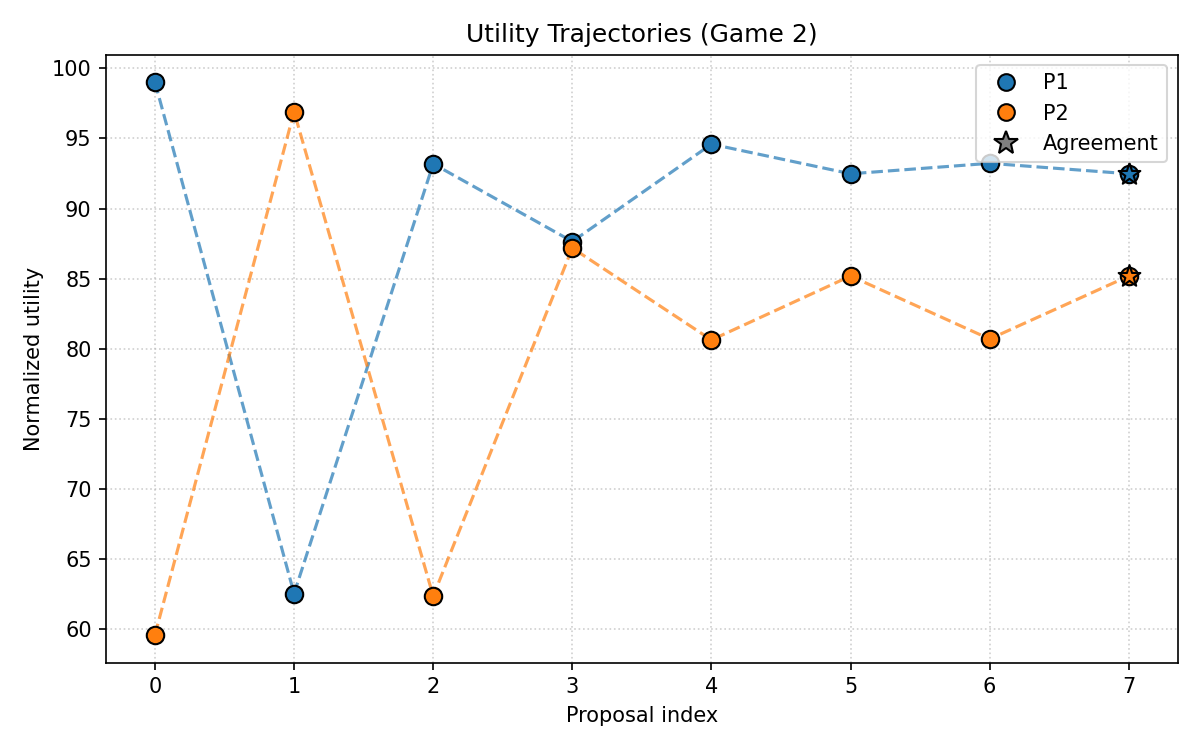 Utility Trajectories (Game 2)
P1
P2
Agreement
Normalized utility
100
95
90
85
80
75
70
65
60
0 1 2 3 4 5 6 7
Proposal index